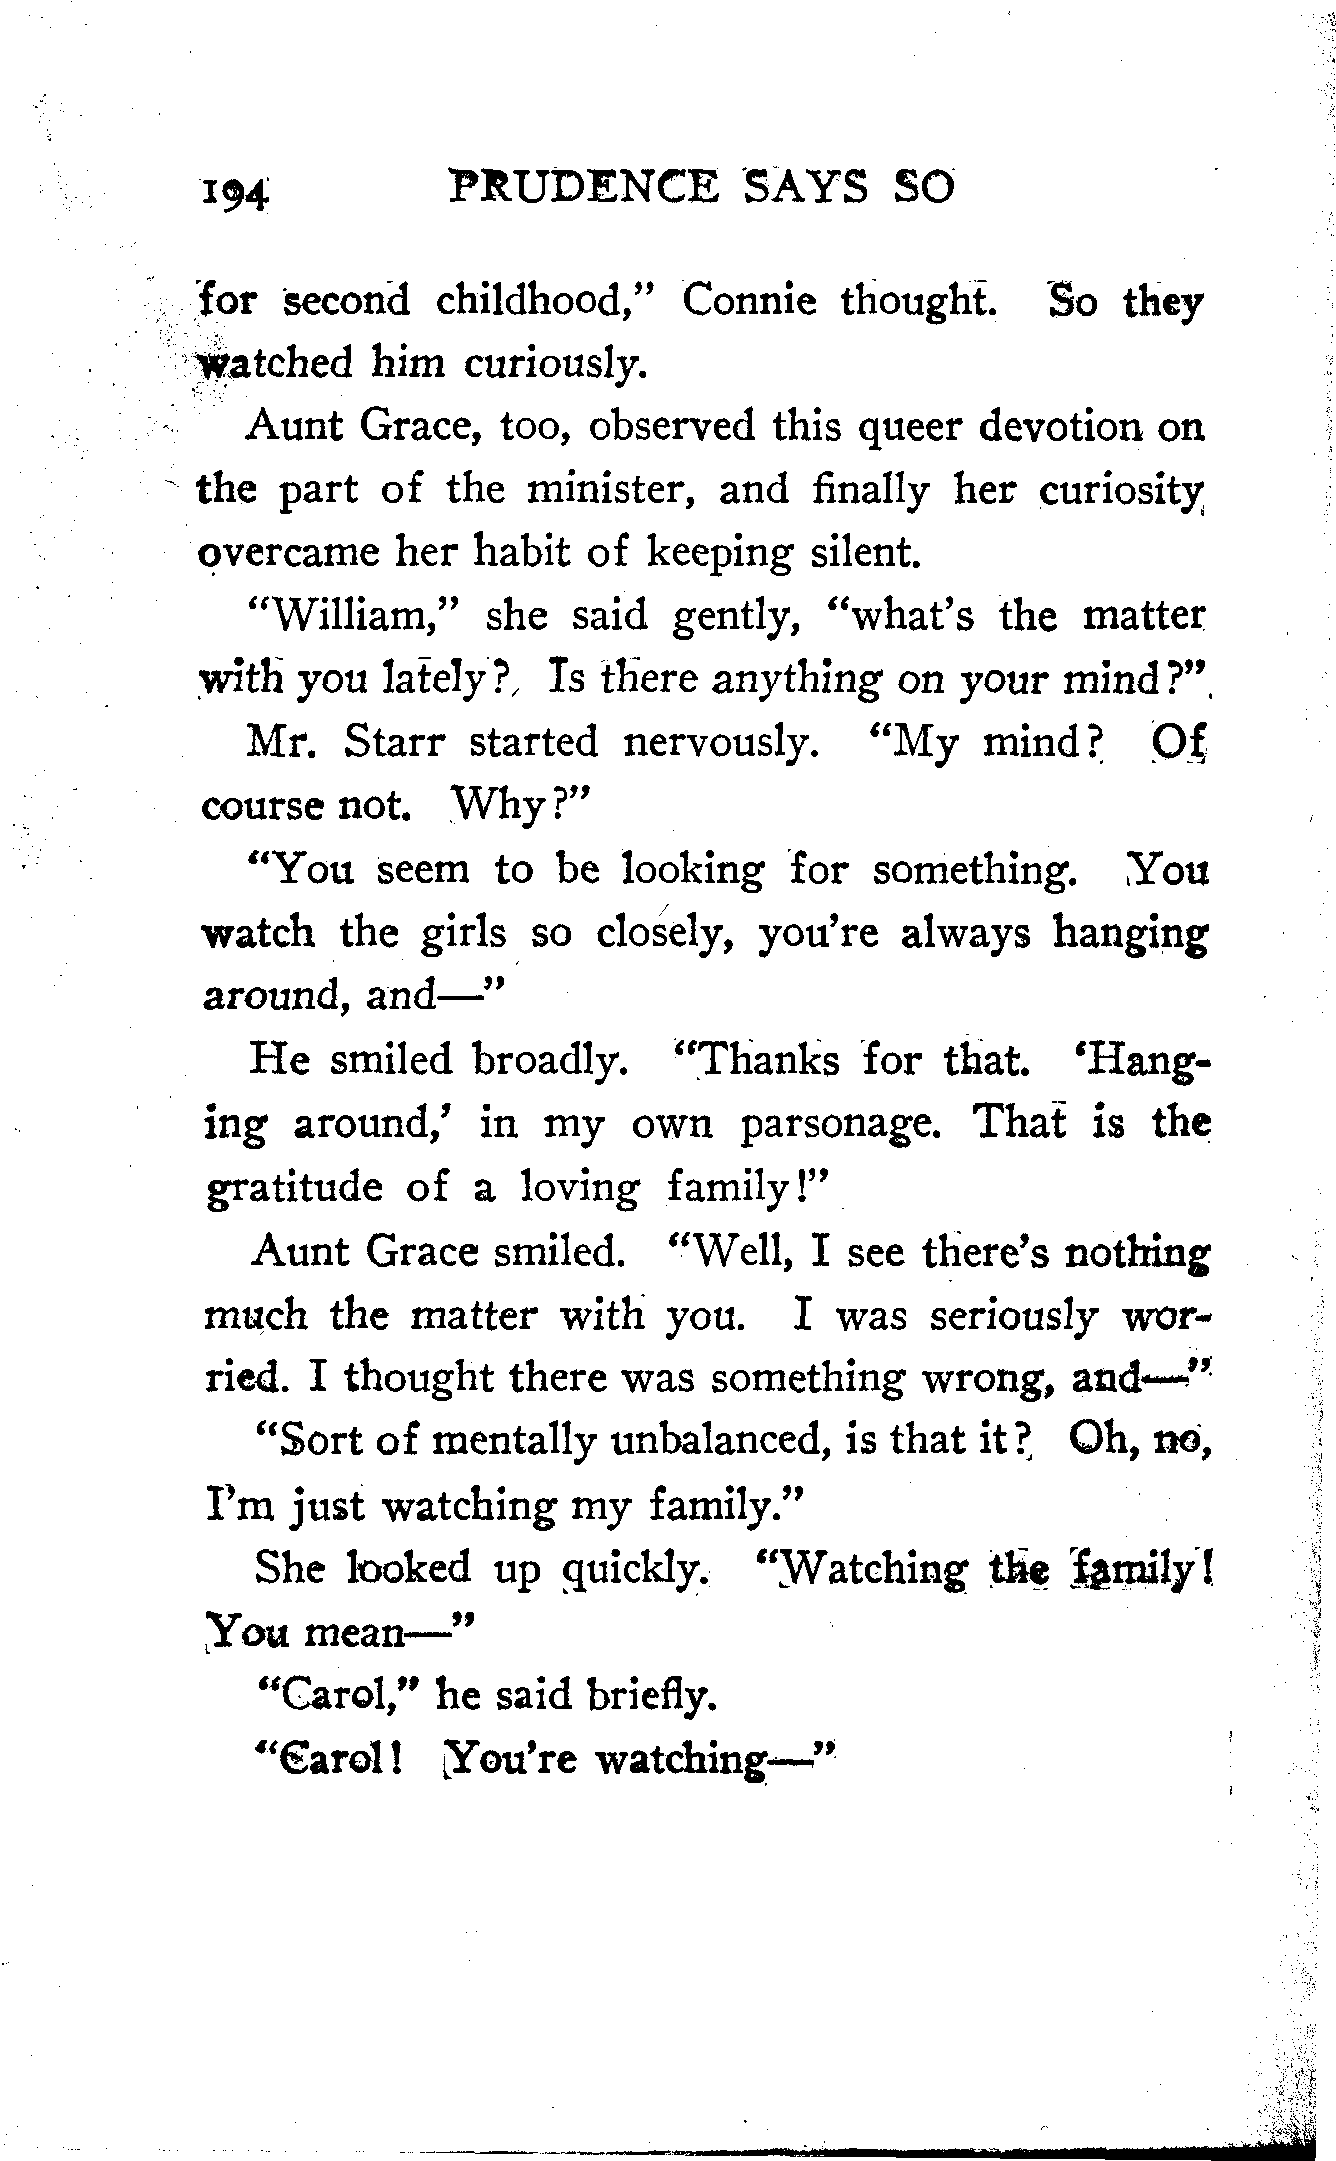 194 PRUDENCE SAYS SO
for second childhood,” Connie thought. So they
watched him curiously.
Aunt Grace, too, observed this queer devotion on
the part of the minister, and finally her curiosity
overcame her habit of keeping silent.
“William,” she said gently, “what’s the matter
with you lately? Is there anything on your mind?”
Mr. Starr started nervously. “My mind? Of
course not. Why?”
“You seem to be looking for something. You
watch the girls so closely, you’re always hanging
around, and—”
He smiled broadly. “Thanks for that. ‘Hang-
ing around,’ in my own parsonage. That is the
gratitude of a loving family!”
Aunt Grace smiled. “Well, I see there’s nothing
much the matter with you. I was seriously wor-
ried. I thought there was something wrong, and—”
“Sort of mentally unbalanced, is that it? Oh, no,
I’m just watching my family.”
She looked up quickly. “Watching the family!
You mean—”
“Carol,” he said briefly.
“Carol! You’re watching—”